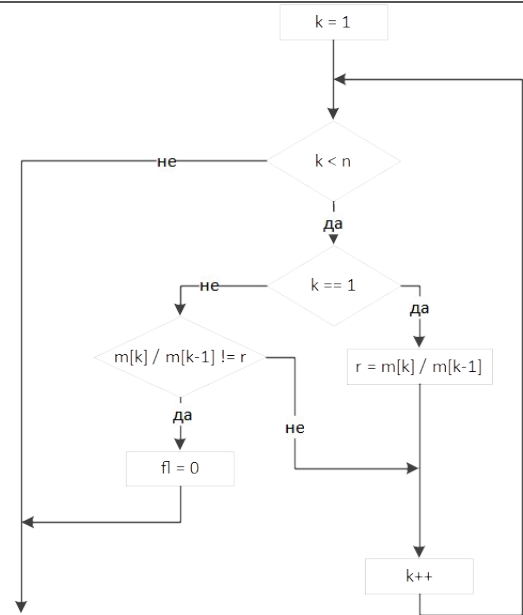 k = 1
k < n
не
да
k == 1
не
да
m[k] / m[k-1] != r
r = m[k] / m[k-1]
да
не
fl = 0
k++